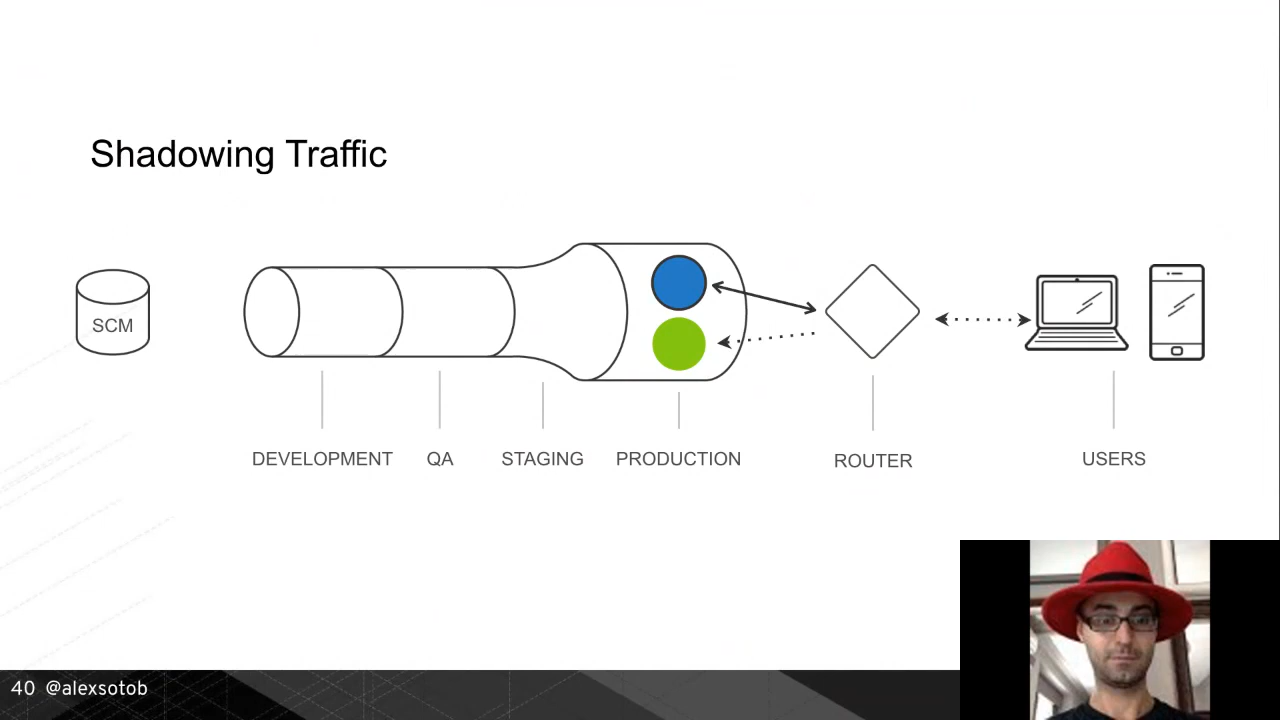 Shadowing Traffic
SCM
DEVELOPMENT QA STAGING PRODUCTION ROUTER USERS
40 @alexsotob